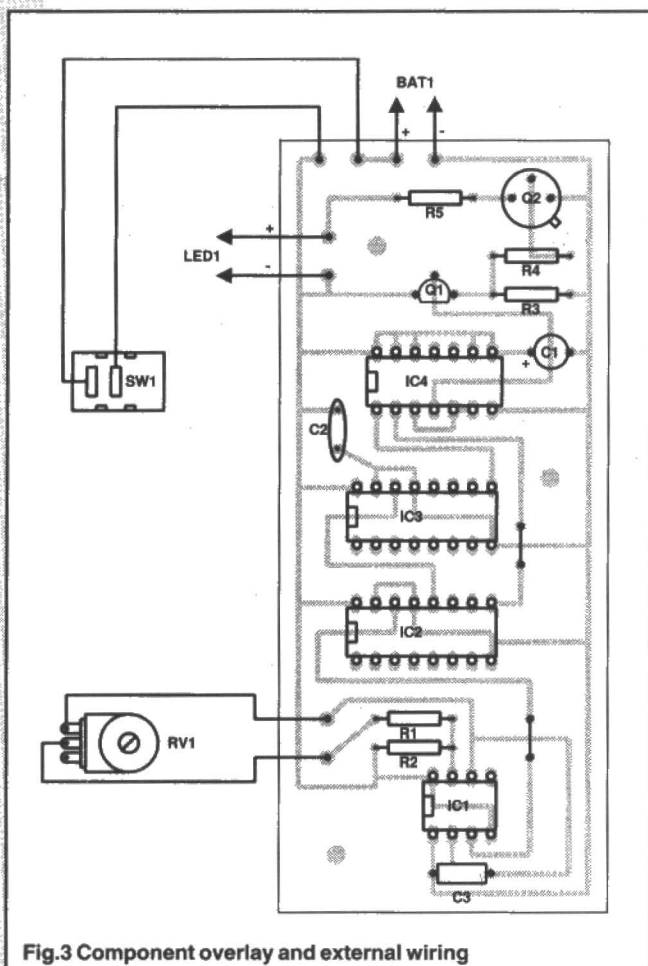 BAT1
+ -
Q2
R5
+
LED1
R4
-
Q1
R3
C1
+
SW1
IC4
C2
IC3
IC2
R1
RV1
R2
IC1
C3
Fig.3 Component overlay and external wiring